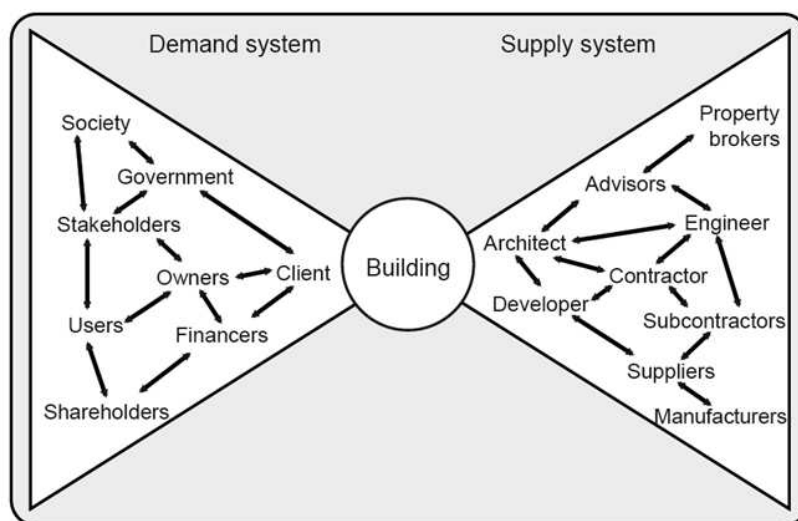 Demand system
Supply system
Society
Government
Stakeholders
Owners
Client
Users
Financers
Shareholders
Building
Property
brokers
Advisors
Engineer
Architect
Contractor
Developer
Subcontractors
Suppliers
Manufacturers